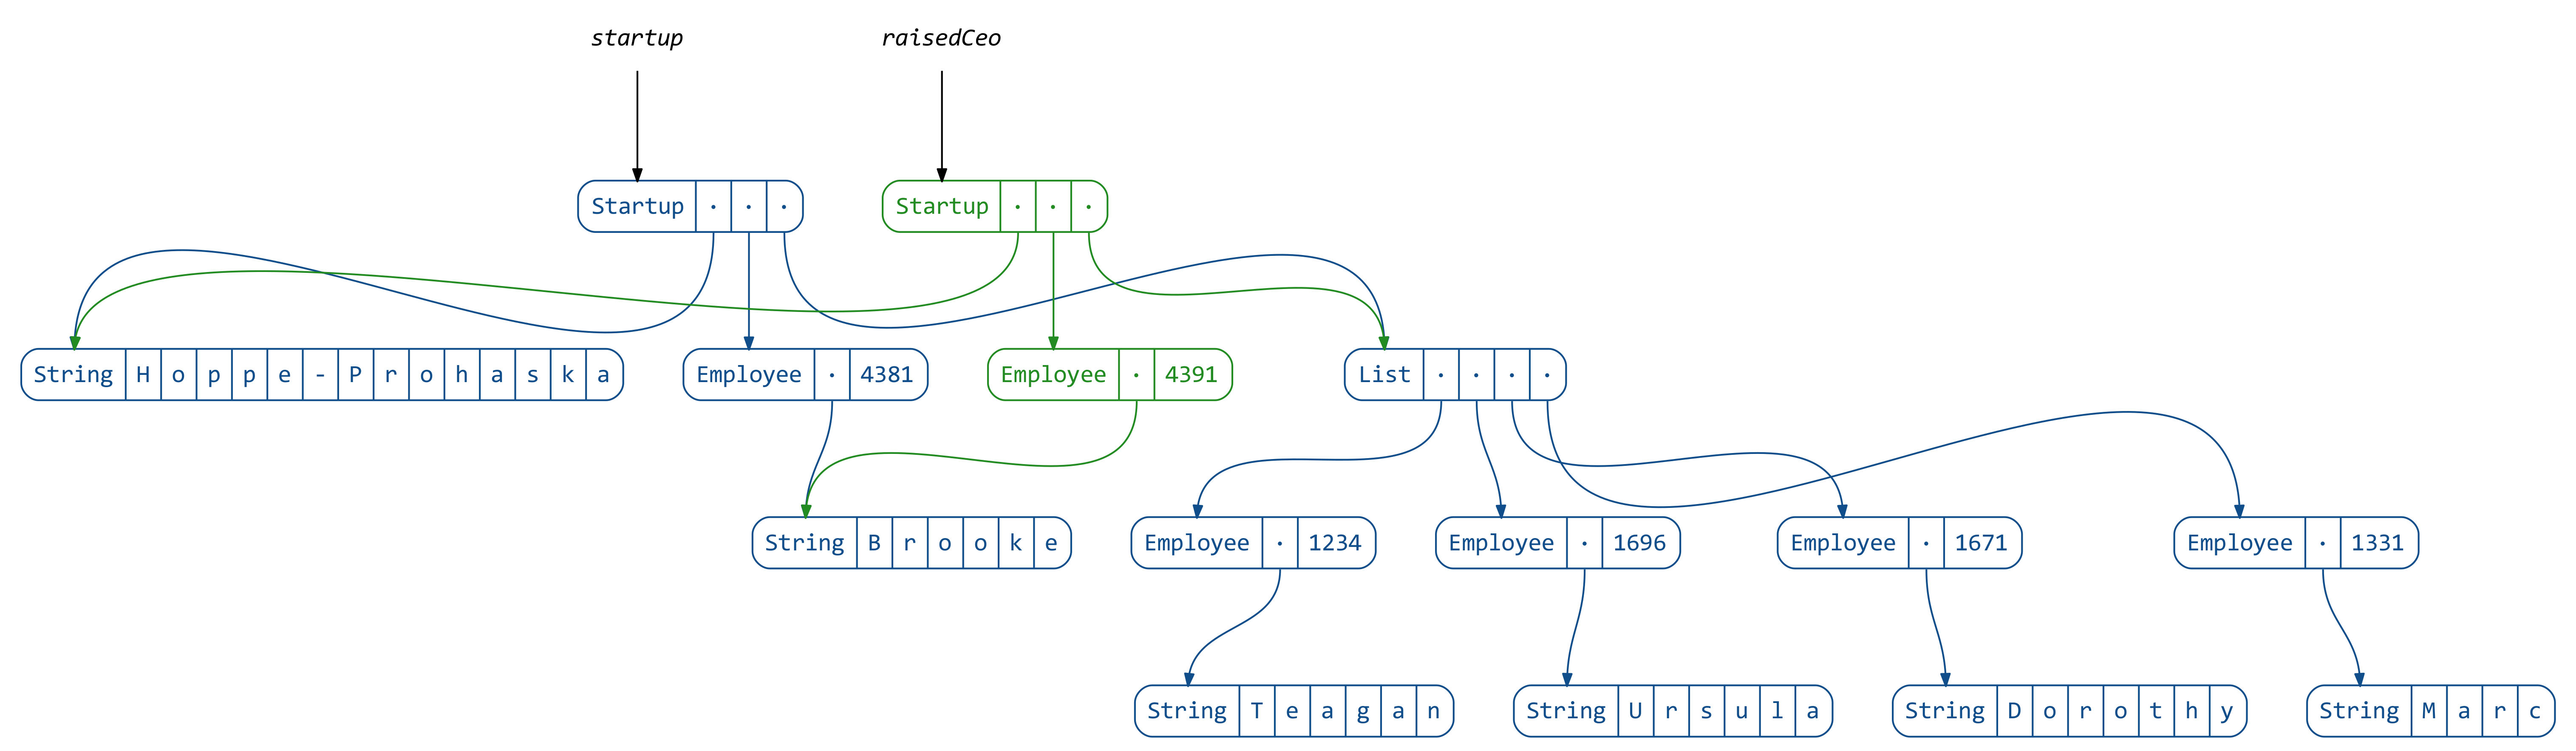 startup raisedCeo
Startup · · · Startup · · ·
String H o p p e - P r o h a s k a Employee · 4381 Employee · 4391 List · · · ·
String B r o o k e Employee · 1234 Employee · 1696 Employee · 1671 Employee · 1331
String T e a g a n String U r s u l a String D o r o t h y String M a r c